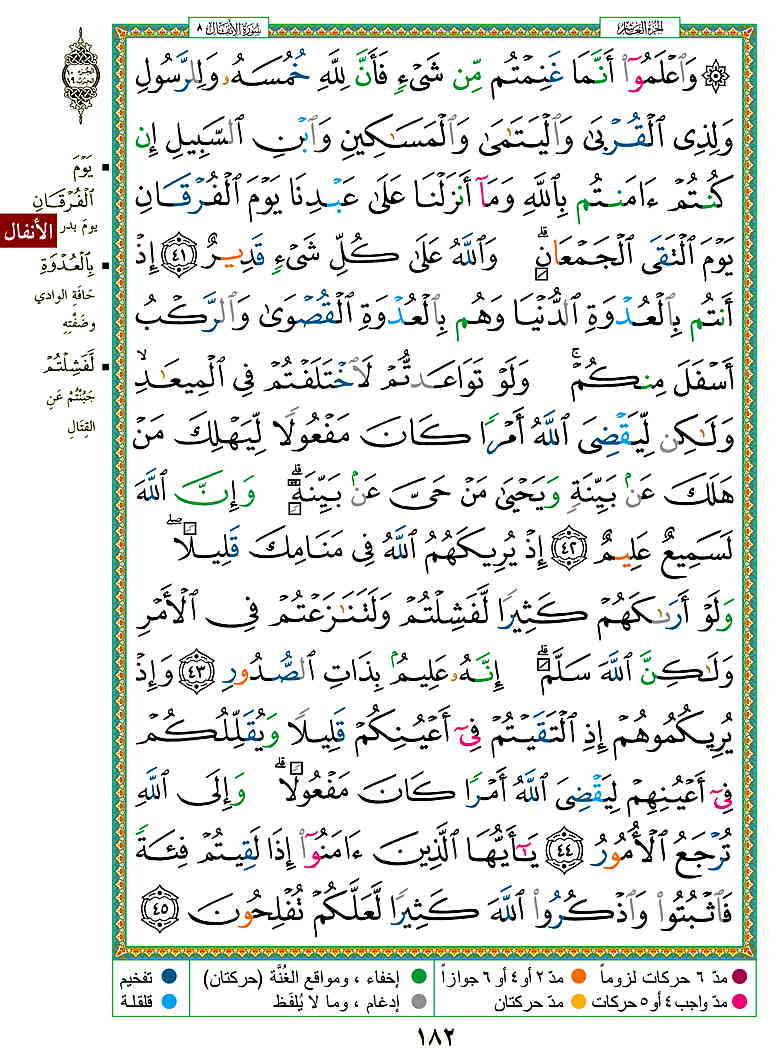 الجزء العاشر
سورة الأنفال ٨
۞ وَٱعْلَمُوٓا۟ أَنَّمَا غَنِمْتُم مِّن شَىْءٍ فَأَنَّ لِلَّهِ خُمُسَهُۥ وَلِلرَّسُولِ
وَلِذِى ٱلْقُرْبَىٰ وَٱلْيَتَـٰمَىٰ وَٱلْمَسَـٰكِينِ وَٱبْنِ ٱلسَّبِيلِ إِن
كُنتُمْ ءَامَنتُم بِٱللَّهِ وَمَآ أَنزَلْنَا عَلَىٰ عَبْدِنَا يَوْمَ ٱلْفُرْقَانِ
يَوْمَ ٱلْتَقَى ٱلْجَمْعَانِ ۗ وَٱللَّهُ عَلَىٰ كُلِّ شَىْءٍ قَدِيرٌ ٤١ إِذْ
أَنتُم بِٱلْعُدْوَةِ ٱلدُّنْيَا وَهُم بِٱلْعُدْوَةِ ٱلْقُصْوَىٰ وَٱلرَّكْبُ
أَسْفَلَ مِنكُمْ ۚ وَلَوْ تَوَاعَدتُّمْ لَٱخْتَلَفْتُمْ فِى ٱلْمِيعَـٰدِ ۙ
وَلَـٰكِن لِّيَقْضِىَ ٱللَّهُ أَمْرًا كَانَ مَفْعُولًا لِّيَهْلِكَ مَنْ
هَلَكَ عَنۢ بَيِّنَةٍ وَيَحْيَىٰ مَنْ حَىَّ عَنۢ بَيِّنَةٍ ۗ وَإِنَّ ٱللَّهَ
لَسَمِيعٌ عَلِيمٌ ٤٢ إِذْ يُرِيكَهُمُ ٱللَّهُ فِى مَنَامِكَ قَلِيلًا ۖ
وَلَوْ أَرَىٰكَهُمْ كَثِيرًا لَّفَشِلْتُمْ وَلَتَنَـٰزَعْتُمْ فِى ٱلْأَمْرِ
وَلَـٰكِنَّ ٱللَّهَ سَلَّمَ ۗ إِنَّهُۥ عَلِيمٌۢ بِذَاتِ ٱلصُّدُورِ ٤٣ وَإِذْ
يُرِيكُمُوهُمْ إِذِ ٱلْتَقَيْتُمْ فِىٓ أَعْيُنِكُمْ قَلِيلًا وَيُقَلِّلُكُمْ
فِىٓ أَعْيُنِهِمْ لِيَقْضِىَ ٱللَّهُ أَمْرًا كَانَ مَفْعُولًا ۗ وَإِلَى ٱللَّهِ
تُرْجَعُ ٱلْأُمُورُ ٤٤ يَـٰٓأَيُّهَا ٱلَّذِينَ ءَامَنُوٓا۟ إِذَا لَقِيتُمْ فِئَةً
فَٱثْبُتُوا۟ وَٱذْكُرُوا۟ ٱللَّهَ كَثِيرًا لَّعَلَّكُمْ تُفْلِحُونَ ٤٥
يَوْمَ
ٱلْفُرْقَانِ
يومَ بدر
الأنفال
بِٱلْعُدْوَةِ
حَافَةِ الوادي
وضَفَّتِهِ
لَّفَشِلْتُمْ
جَبُنْتُمْ عَنِ
القِتَالِ
مدّ ٦ حركات لزوماً
مدّ ٢ أو ٤ أو ٦ جوازاً
مدّ واجب ٤ أو ٥ حركات
مدّ حركتان
إخفاء ، ومواقع الغُنَّة (حركتان)
إدغام ، وما لا يُلفَظ
تفخيم
قلقلة
١٨٢